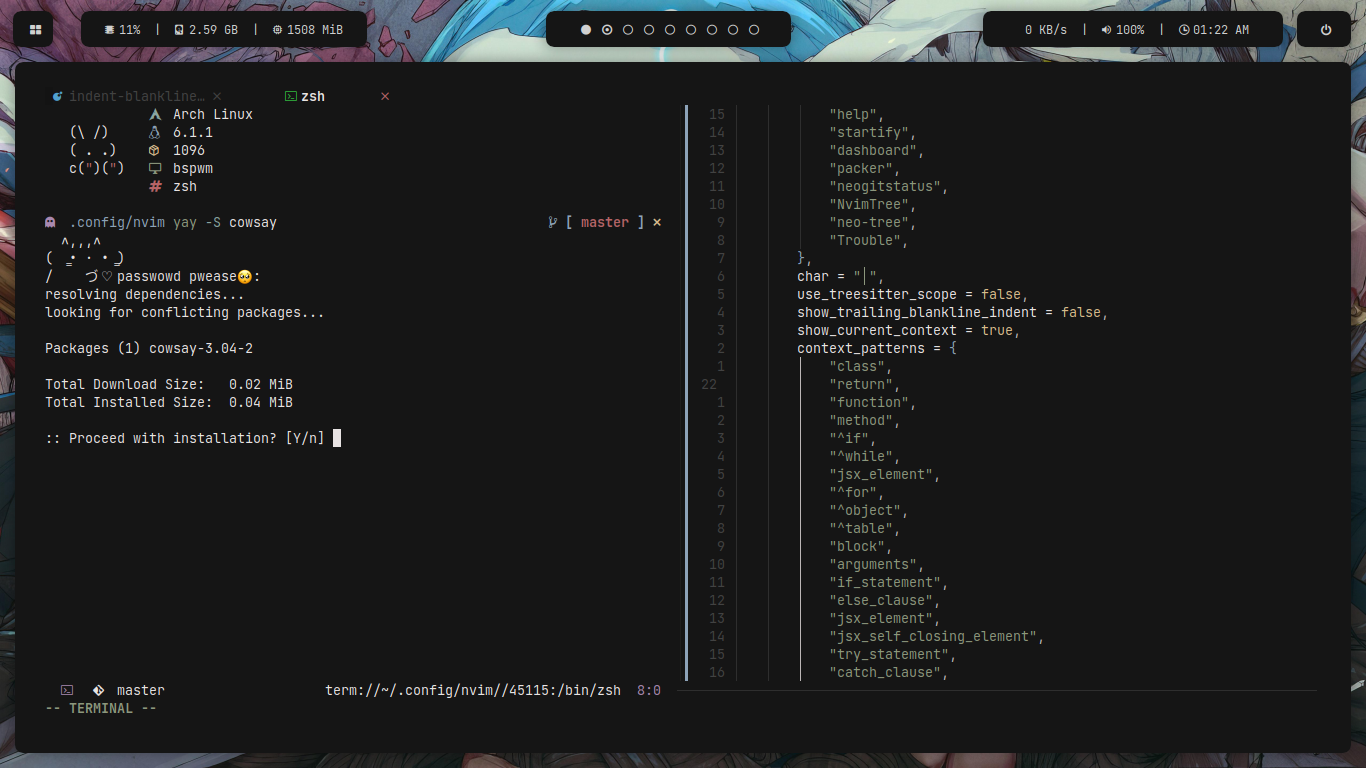 11% | 2.59 GB | 1508 MiB
0 KB/s | 100% | 01:22 AM
indent-blankline… ×
zsh ×
Arch Linux
(\ /) 6.1.1
( . .) 1096
c(")(") bspwm
# zsh
.config/nvim yay -S cowsay [ master ] ×
^,,,^
( •̳ · • ̳)
/ づ♡ passwowd pwease🥺:
resolving dependencies...
looking for conflicting packages...
Packages (1) cowsay-3.04-2
Total Download Size: 0.02 MiB
Total Installed Size: 0.04 MiB
:: Proceed with installation? [Y/n]
master term://~/.config/nvim//45115:/bin/zsh 8:0
-- TERMINAL --
15 "help",
14 "startify",
13 "dashboard",
12 "packer",
11 "neogitstatus",
10 "NvimTree",
9 "neo-tree",
8 "Trouble",
7 },
6 char = "│",
5 use_treesitter_scope = false,
4 show_trailing_blankline_indent = false,
3 show_current_context = true,
2 context_patterns = {
1 "class",
22 "return",
1 "function",
2 "method",
3 "^if",
4 "^while",
5 "jsx_element",
6 "^for",
7 "^object",
8 "^table",
9 "block",
10 "arguments",
11 "if_statement",
12 "else_clause",
13 "jsx_element",
14 "jsx_self_closing_element",
15 "try_statement",
16 "catch_clause",